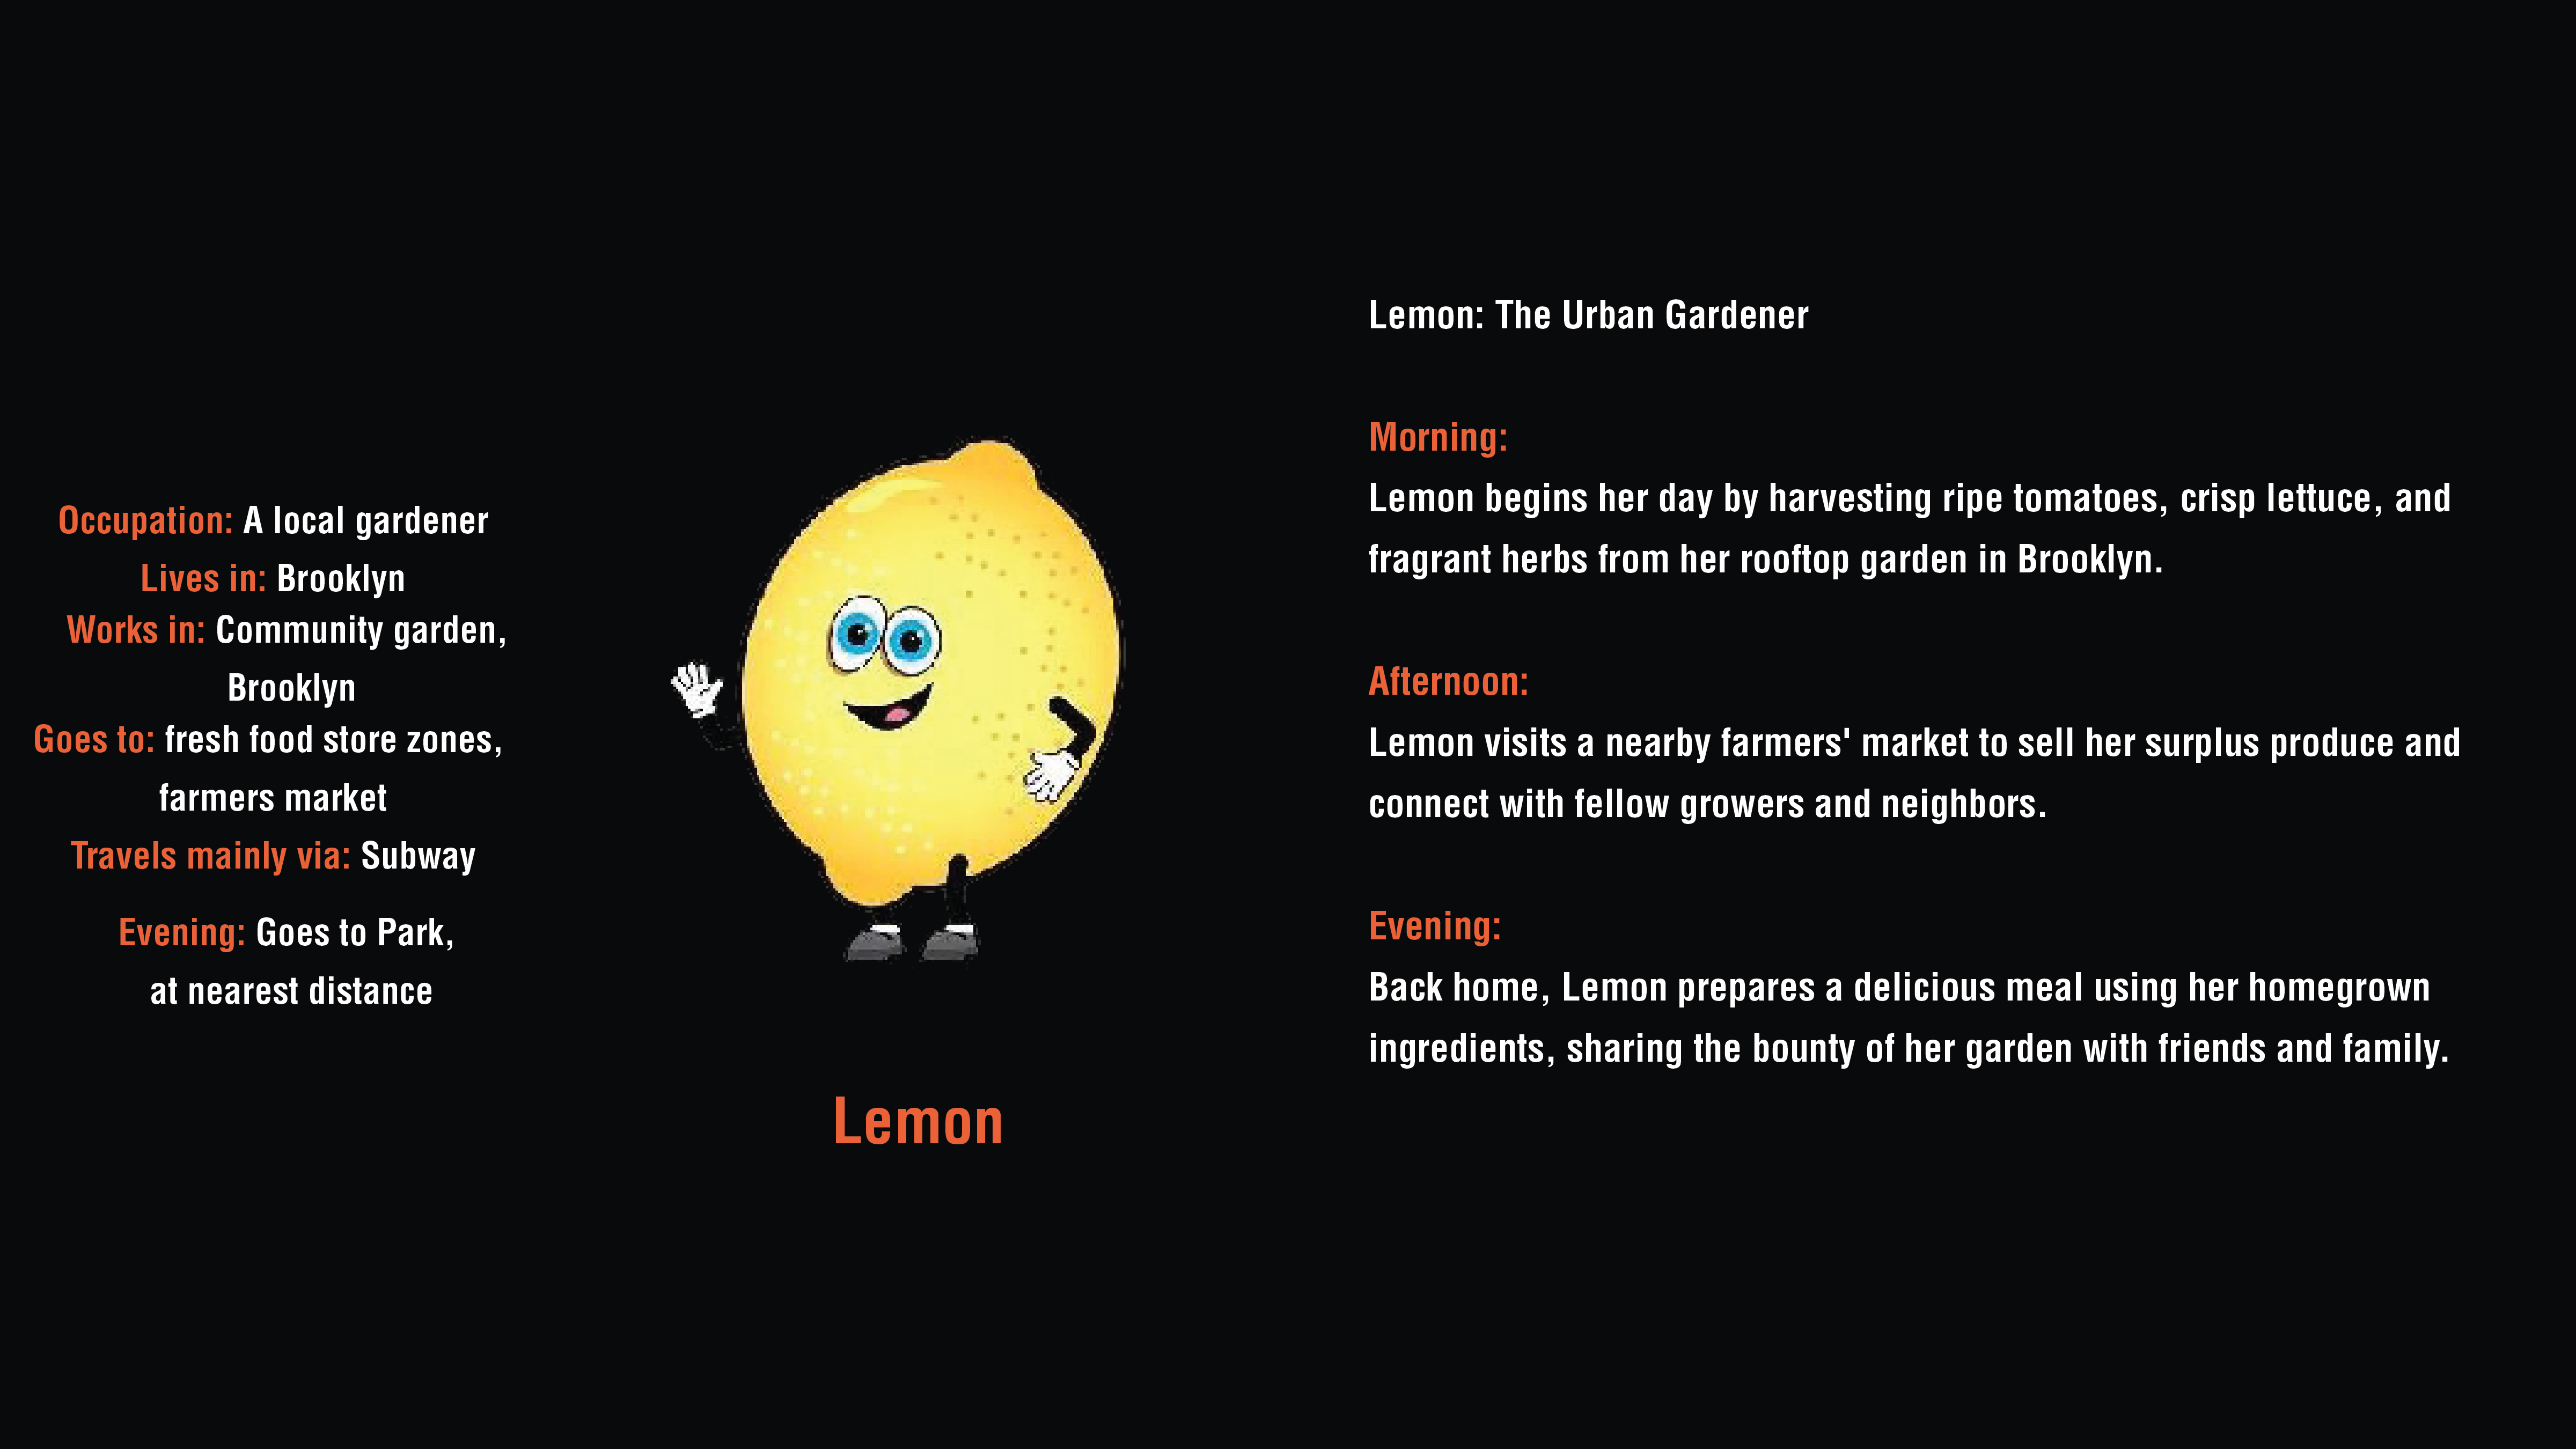 Occupation: A local gardener
Lives in: Brooklyn
Works in: Community garden,
Brooklyn
Goes to: fresh food store zones,
farmers market
Travels mainly via: Subway
Evening: Goes to Park,
at nearest distance
Lemon
Lemon: The Urban Gardener
Morning:
Lemon begins her day by harvesting ripe tomatoes, crisp lettuce, and
fragrant herbs from her rooftop garden in Brooklyn.
Afternoon:
Lemon visits a nearby farmers' market to sell her surplus produce and
connect with fellow growers and neighbors.
Evening:
Back home, Lemon prepares a delicious meal using her homegrown
ingredients, sharing the bounty of her garden with friends and family.